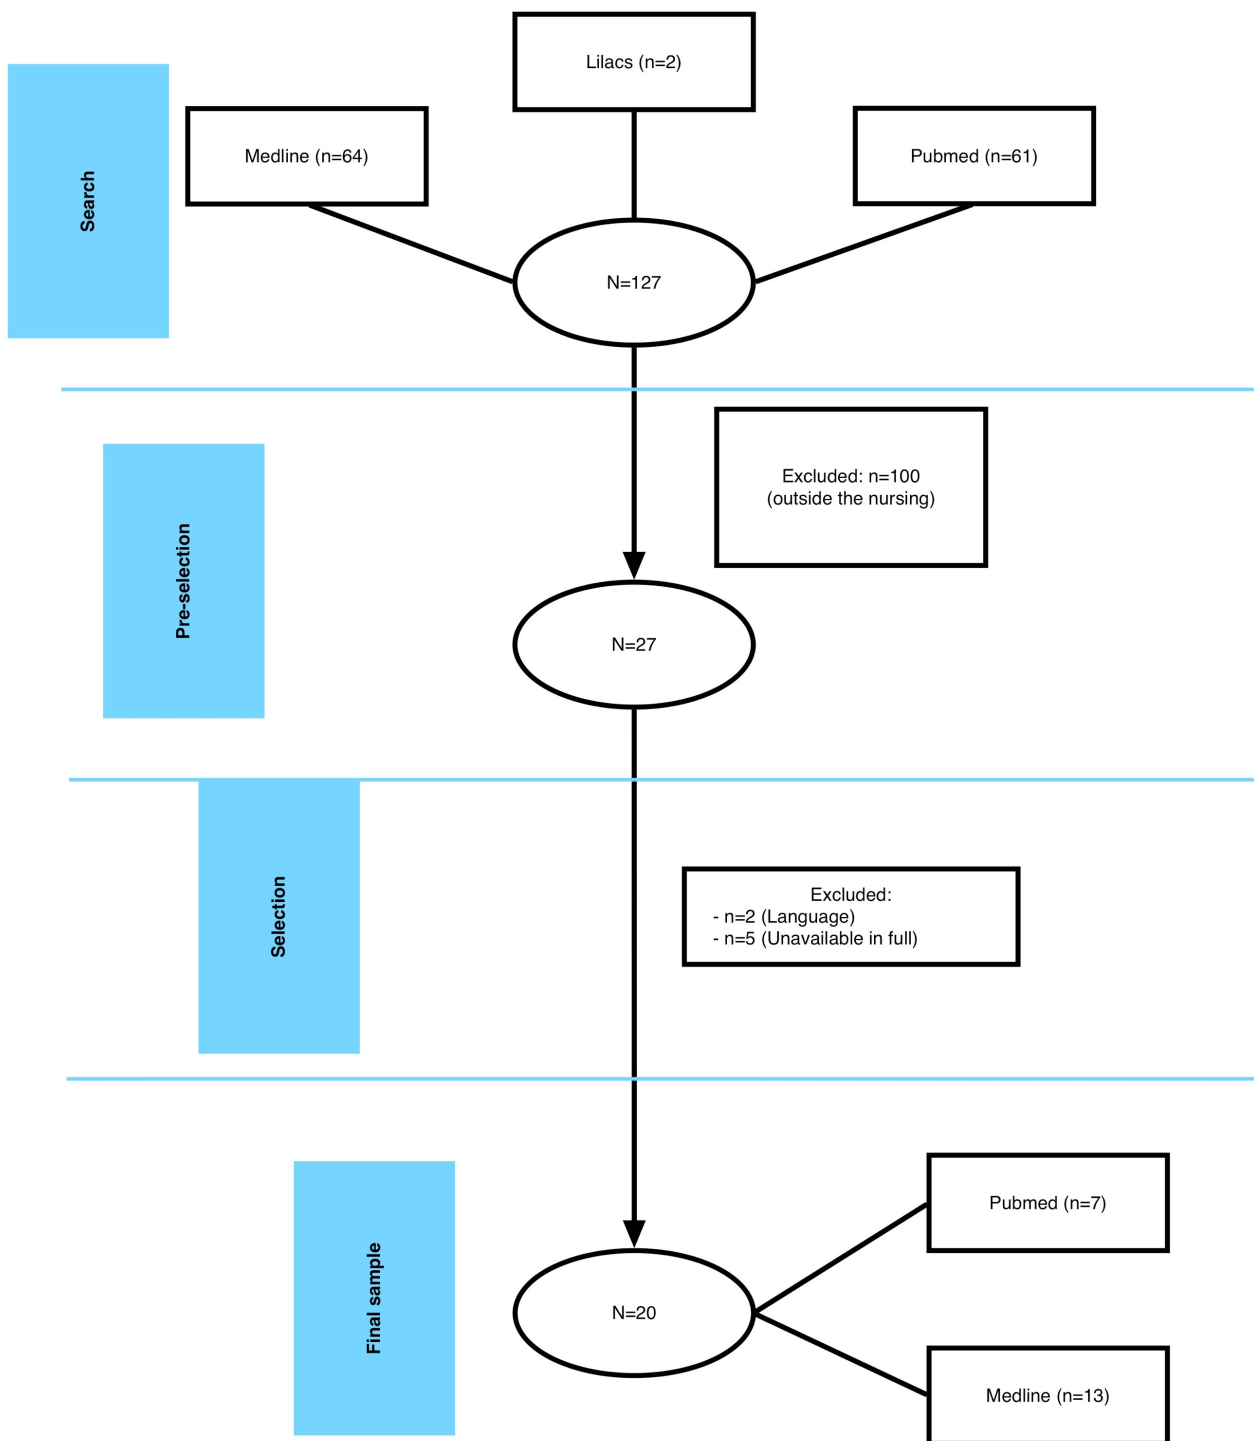 Lilacs (n=2)
Medline (n=64)
Pubmed (n=61)
Search
N=127
Excluded: n=100
(outside the nursing)
Pre-selection
N=27
Selection
Excluded:
- n=2 (Language)
- n=5 (Unavailable in full)
Pubmed (n=7)
Final sample
N=20
Medline (n=13)